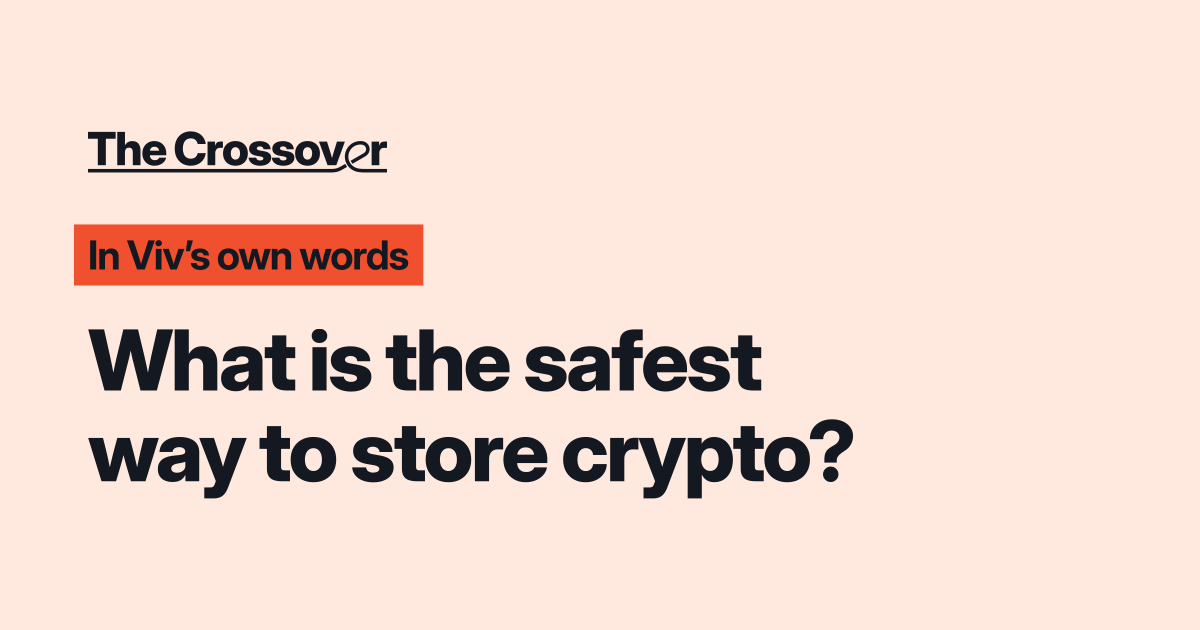 The Crossover
In Viv’s own words
What is the safest
way to store crypto?